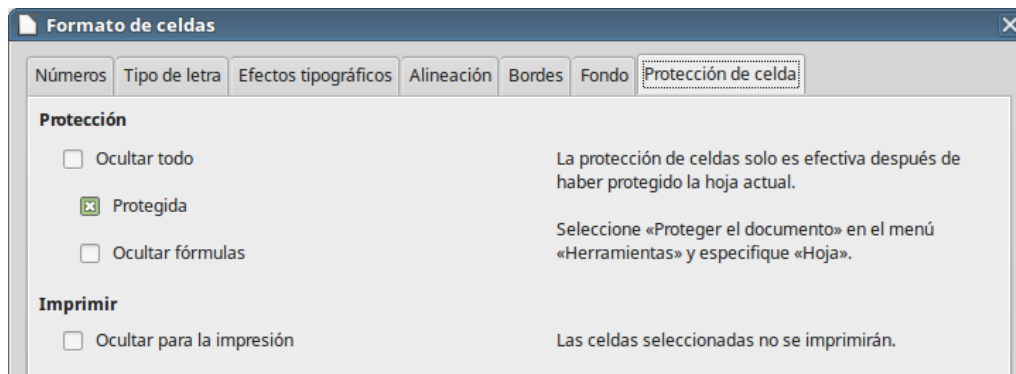 Formato de celdas
Números Tipo de letra Efectos tipográficos Alineación Bordes Fondo Protección de celda
Protección
Ocultar todo
La protección de celdas solo es efectiva después de
haber protegido la hoja actual.
Protegida
Seleccione «Proteger el documento» en el menú
«Herramientas» y especifique «Hoja».
Ocultar fórmulas
Imprimir
Ocultar para la impresión
Las celdas seleccionadas no se imprimirán.